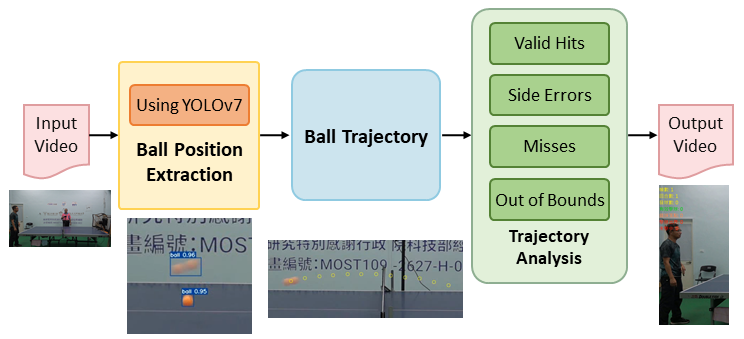 Input
Video
Using YOLOv7
Ball Position
Extraction
Ball Trajectory
Valid Hits
Side Errors
Misses
Out of Bounds
Trajectory
Analysis
Output
Video
究特別感謝
畫編號:MOST
ball 0.96
ball 0.95
研究特別感謝行政院科技部經
畫編號:MOST109-2627-H-0